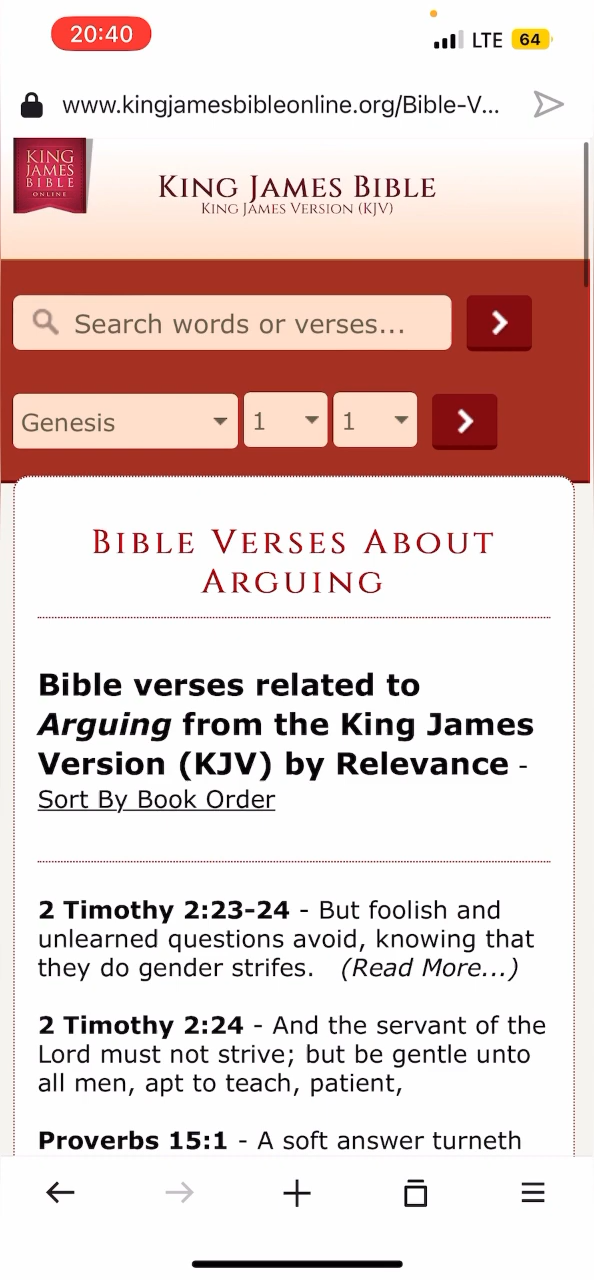 20:40
LTE 64
www.kingjamesbibleonline.org/Bible-V...
KING
JAMES
BIBLE
ONLINE
KING JAMES BIBLE
KING JAMES VERSION (KJV)
Search words or verses...
Genesis 1 1
BIBLE VERSES ABOUT
ARGUING
Bible verses related to
Arguing from the King James
Version (KJV) by Relevance -
Sort By Book Order
2 Timothy 2:23-24 - But foolish and
unlearned questions avoid, knowing that
they do gender strifes. (Read More...)
2 Timothy 2:24 - And the servant of the
Lord must not strive; but be gentle unto
all men, apt to teach, patient,
Proverbs 15:1 - A soft answer turneth